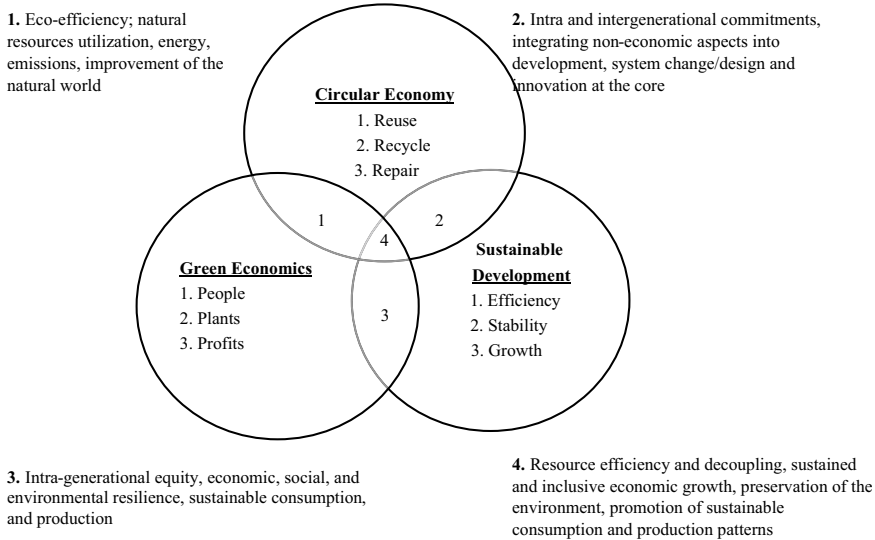 1. Eco-efficiency; natural
resources utilization, energy,
emissions, improvement of the
natural world
2. Intra and intergenerational commitments,
integrating non-economic aspects into
development, system change/design and
innovation at the core
Circular Economy
1. Reuse
2. Recycle
3. Repair
1
2
4
Green Economics
1. People
2. Plants
3. Profits
3
Sustainable
Development
1. Efficiency
2. Stability
3. Growth
3. Intra-generational equity, economic, social, and
environmental resilience, sustainable consumption,
and production
4. Resource efficiency and decoupling, sustained
and inclusive economic growth, preservation of the
environment, promotion of sustainable
consumption and production patterns